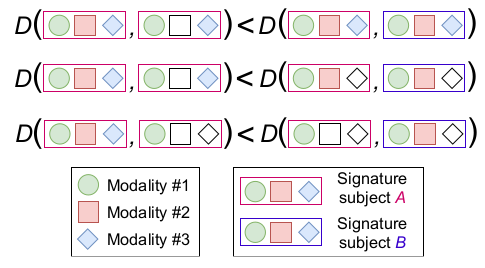 D( , ) < D( , )
D( , ) < D( , )
D( , ) < D( , )
Modality #1
Modality #2
Modality #3
Signature
subject A
Signature
subject B